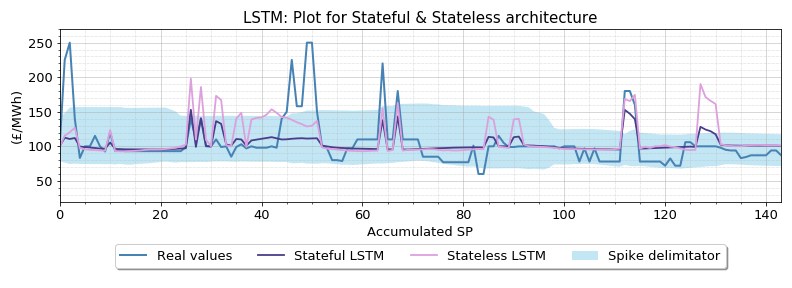 LSTM: Plot for Stateful & Stateless architecture
250
200
150
100
50
(£/MWh)
0 20 40 60 80 100 120 140
Accumulated SP
Real values Stateful LSTM Stateless LSTM Spike delimitator